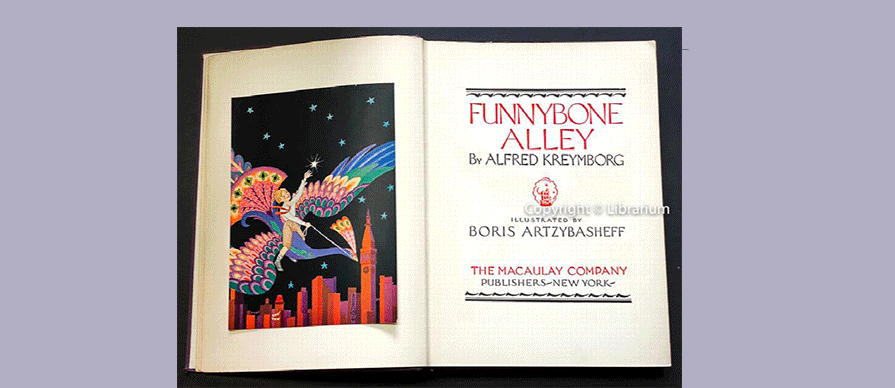 FUNNYBONE
ALLEY
By ALFRED KREYMBORG
Copyright © Librarium
ILLUSTRATED BY
BORIS ARTZYBASHEFF
THE MACAULAY COMPANY
PUBLISHERS~NEW YORK~